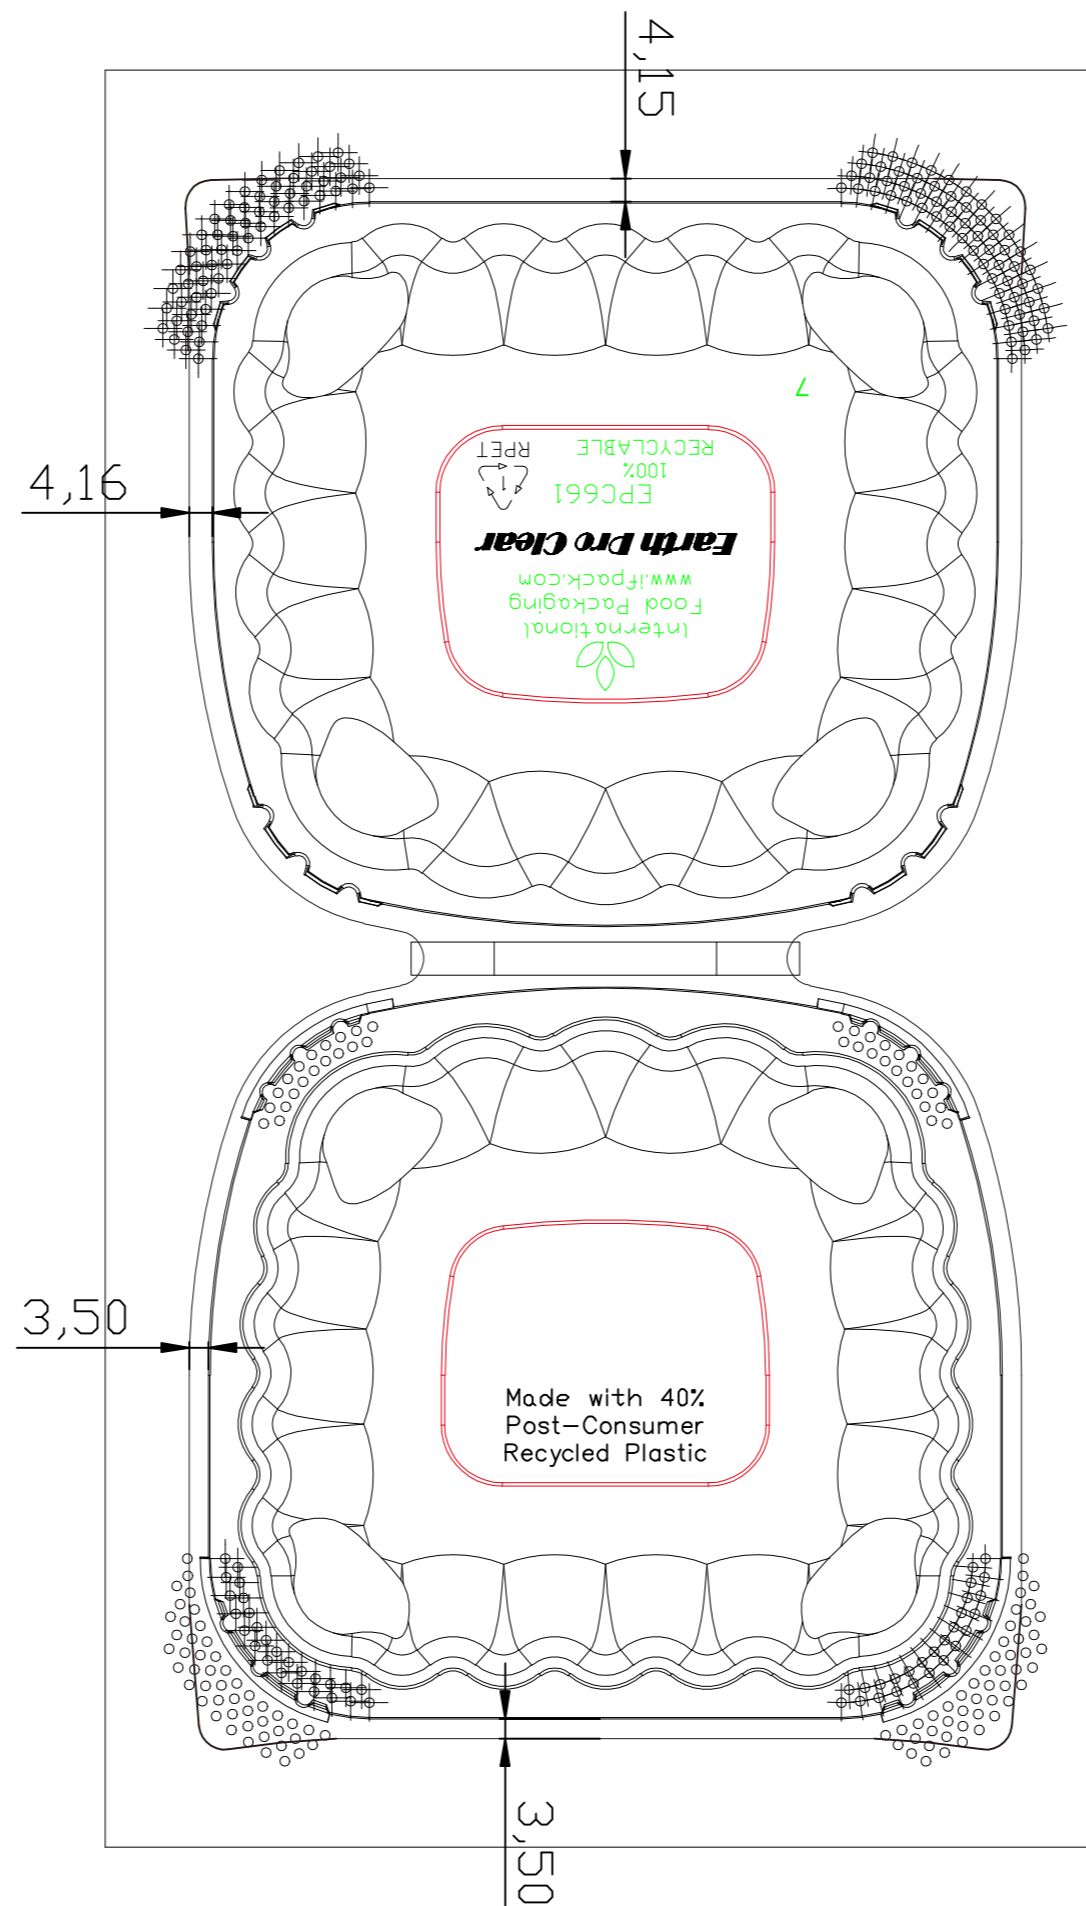 4,15
7
RPET
1
RECYCLABLE
100%
EPC661
Earth Pro Clear
www.ifpack.com
Food Packaging
International
4,16
3,50
Made with 40%
Post-Consumer
Recycled Plastic
3,50